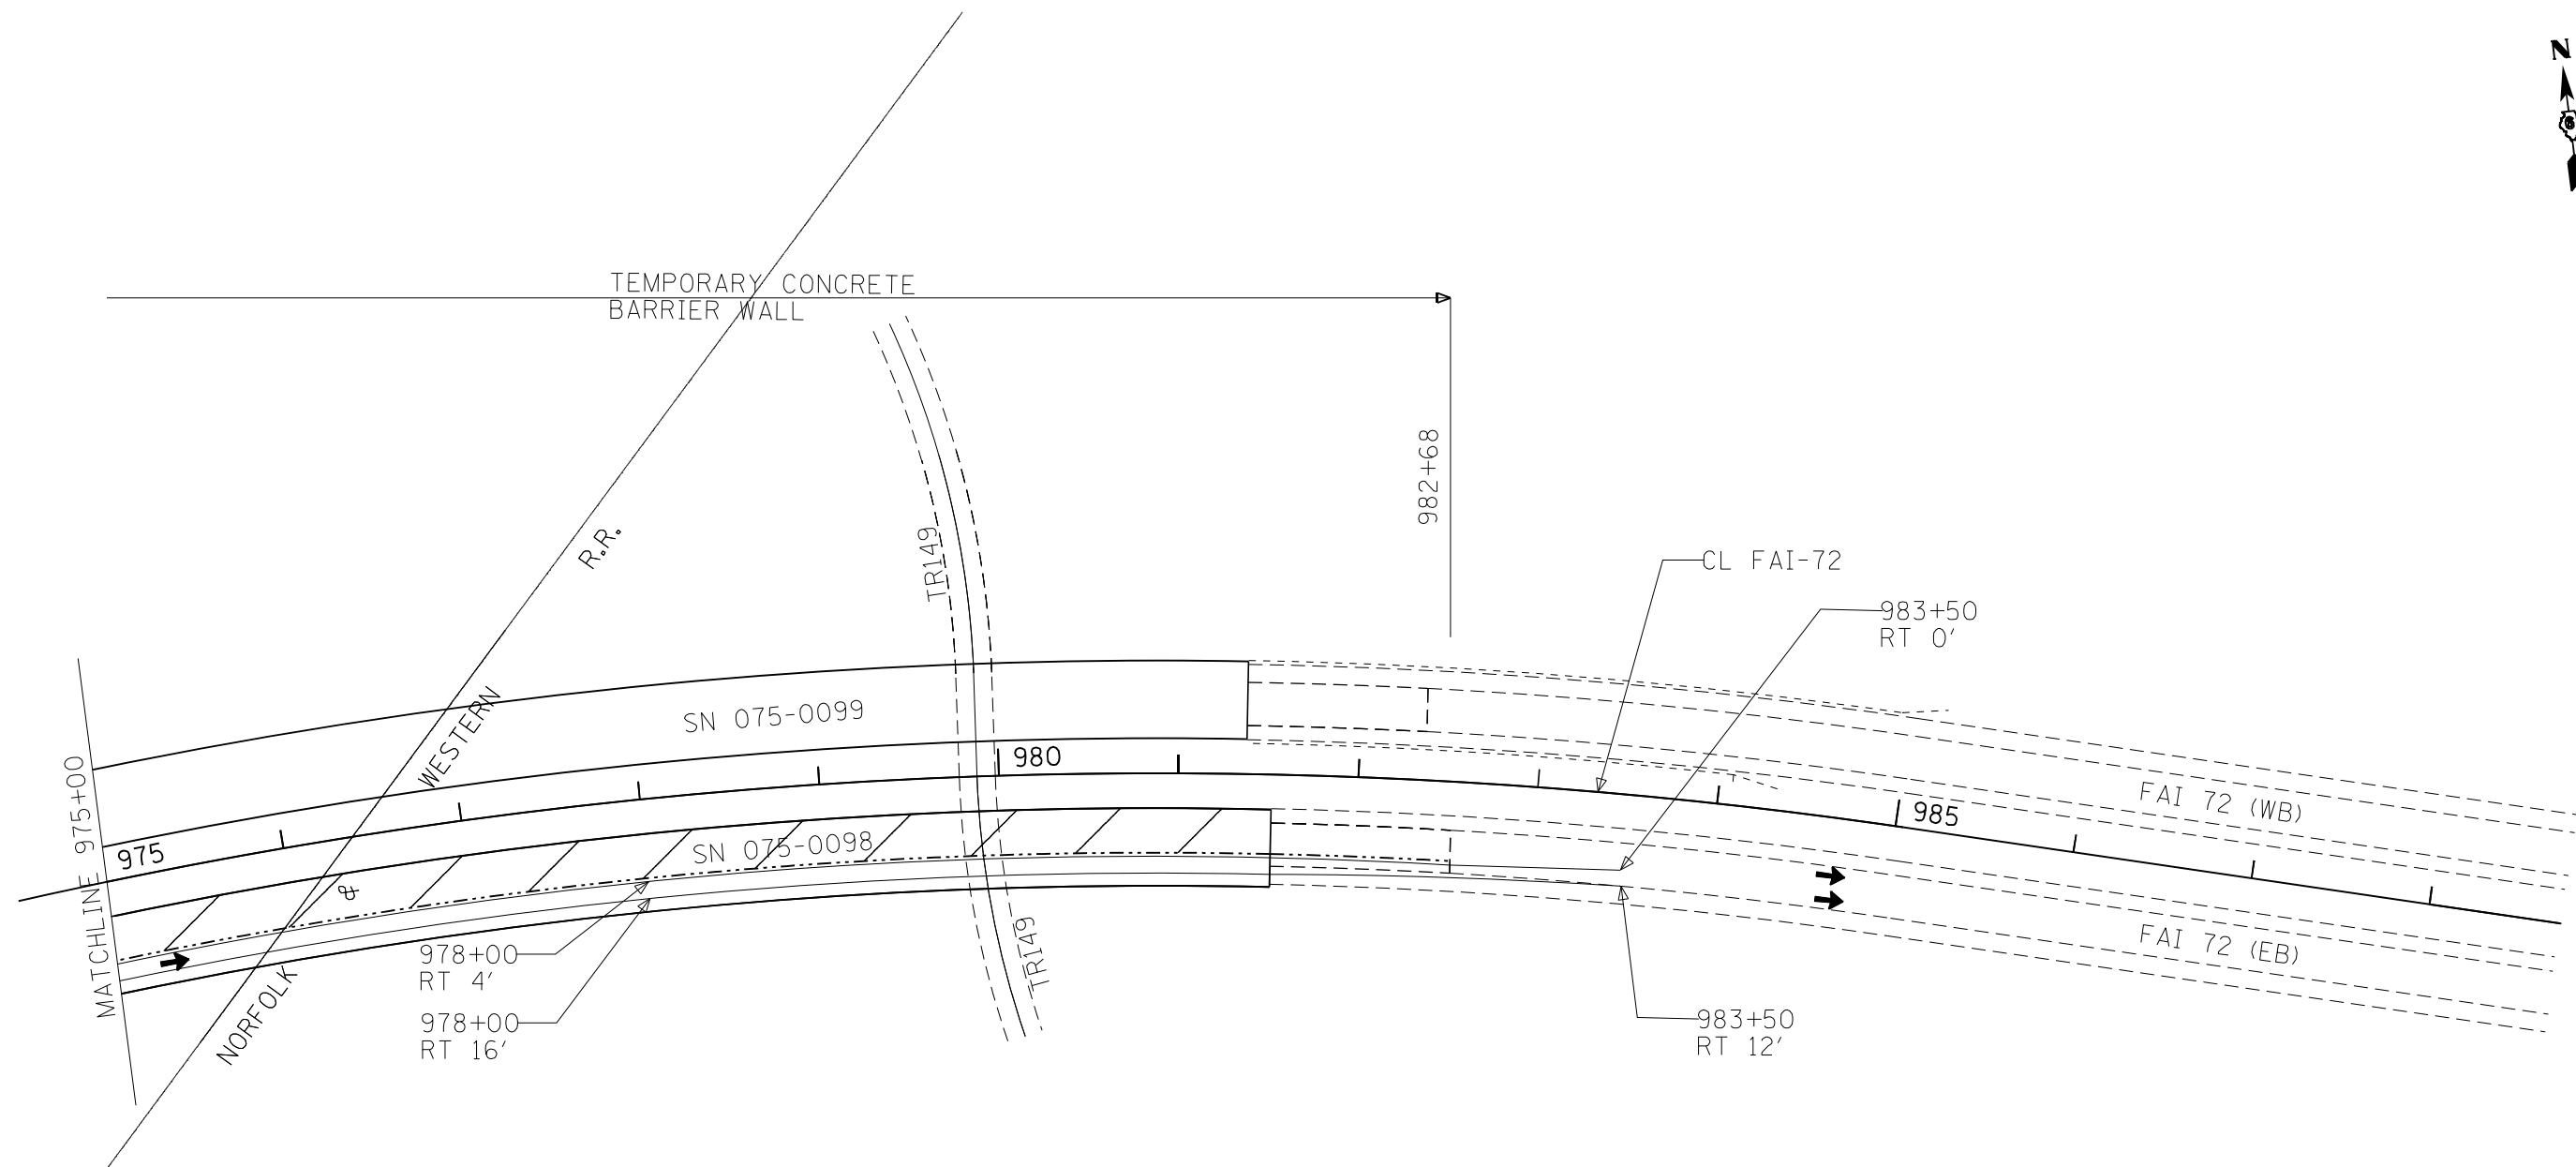 N
TEMPORARY CONCRETE
BARRIER WALL
982+68
R.R.
TR149
CL FAI-72
983+50
RT 0'
WESTERN
SN 075-0099
980
MATCHLINE 975+00
975
SN 075-0098
985
FAI 72 (WB)
&
FAI 72 (EB)
978+00
RT 4'
TR149
NORFOLK
978+00
RT 16'
983+50
RT 12'